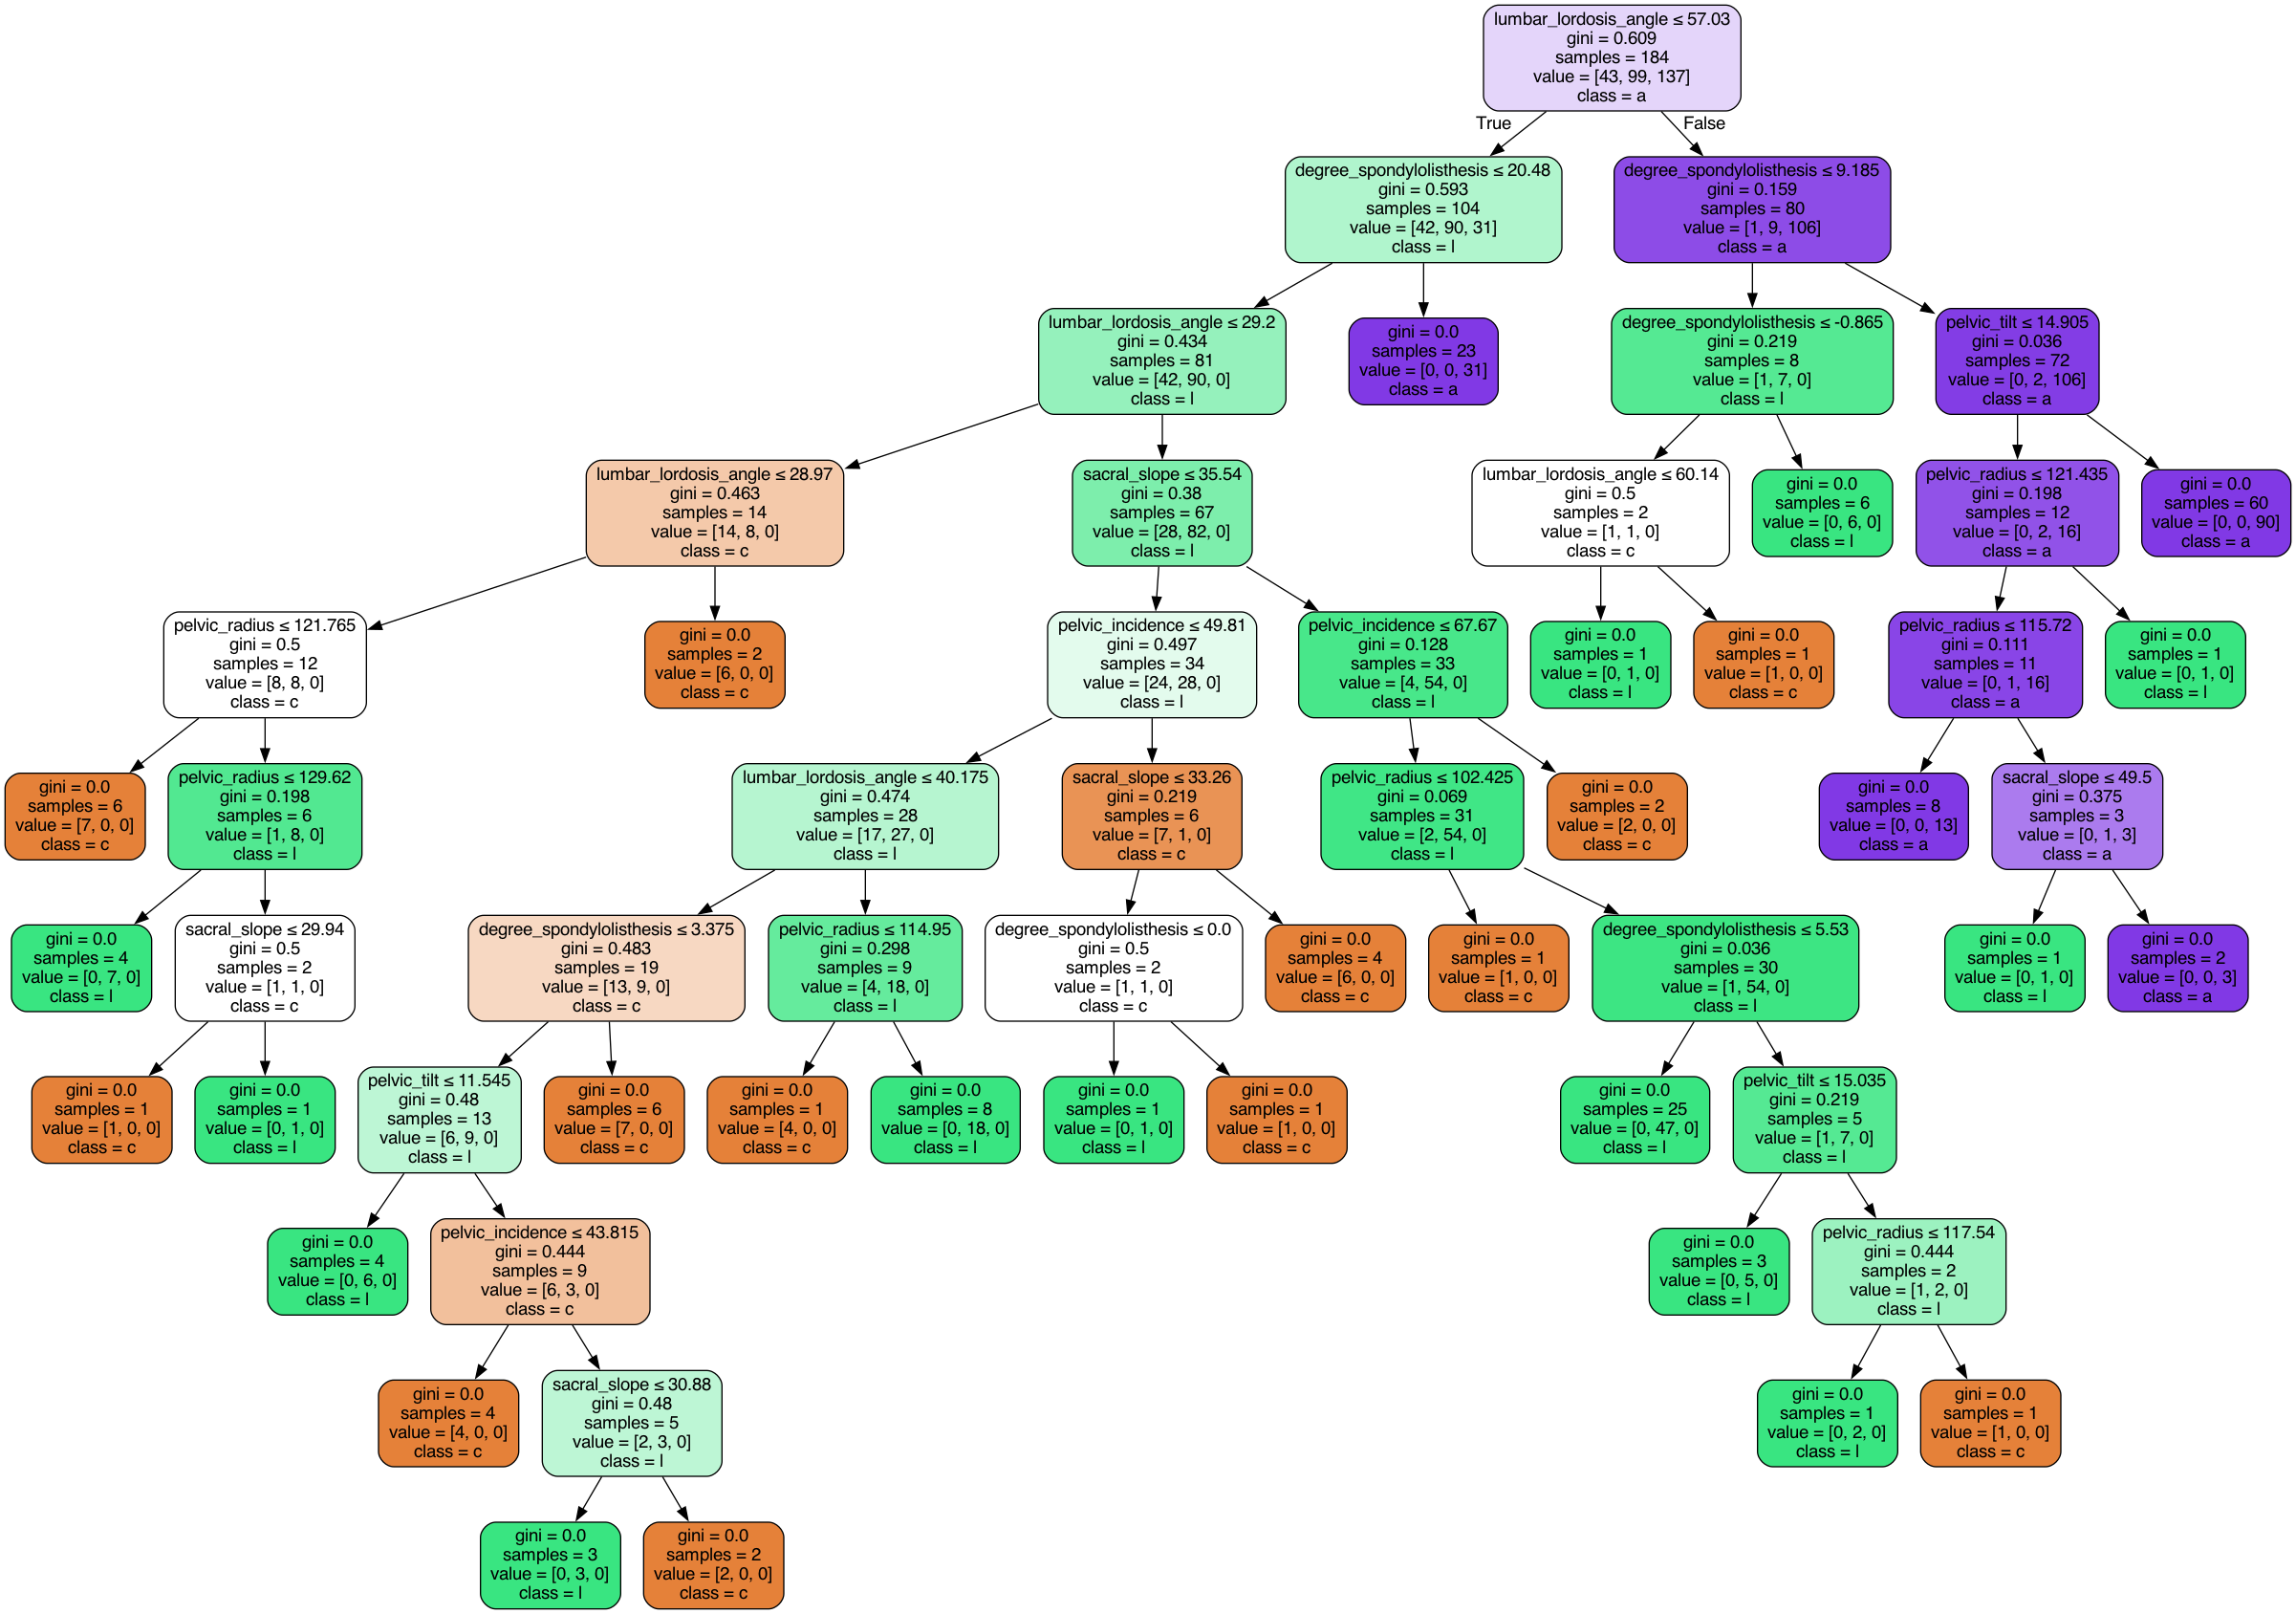 lumbar_lordosis_angle ≤ 57.03
gini = 0.609
samples = 184
value = [43, 99, 137]
class = a
True
False
degree_spondylolisthesis ≤ 20.48
gini = 0.593
samples = 104
value = [42, 90, 31]
class = l
degree_spondylolisthesis ≤ 9.185
gini = 0.159
samples = 80
value = [1, 9, 106]
class = a
lumbar_lordosis_angle ≤ 29.2
gini = 0.434
samples = 81
value = [42, 90, 0]
class = l
gini = 0.0
samples = 23
value = [0, 0, 31]
class = a
degree_spondylolisthesis ≤ -0.865
gini = 0.219
samples = 8
value = [1, 7, 0]
class = l
pelvic_tilt ≤ 14.905
gini = 0.036
samples = 72
value = [0, 2, 106]
class = a
lumbar_lordosis_angle ≤ 28.97
gini = 0.463
samples = 14
value = [14, 8, 0]
class = c
sacral_slope ≤ 35.54
gini = 0.38
samples = 67
value = [28, 82, 0]
class = l
lumbar_lordosis_angle ≤ 60.14
gini = 0.5
samples = 2
value = [1, 1, 0]
class = c
gini = 0.0
samples = 6
value = [0, 6, 0]
class = l
pelvic_radius ≤ 121.435
gini = 0.198
samples = 12
value = [0, 2, 16]
class = a
gini = 0.0
samples = 60
value = [0, 0, 90]
class = a
pelvic_radius ≤ 121.765
gini = 0.5
samples = 12
value = [8, 8, 0]
class = c
gini = 0.0
samples = 2
value = [6, 0, 0]
class = c
pelvic_incidence ≤ 49.81
gini = 0.497
samples = 34
value = [24, 28, 0]
class = l
pelvic_incidence ≤ 67.67
gini = 0.128
samples = 33
value = [4, 54, 0]
class = l
gini = 0.0
samples = 1
value = [0, 1, 0]
class = l
gini = 0.0
samples = 1
value = [1, 0, 0]
class = c
pelvic_radius ≤ 115.72
gini = 0.111
samples = 11
value = [0, 1, 16]
class = a
gini = 0.0
samples = 1
value = [0, 1, 0]
class = l
gini = 0.0
samples = 6
value = [7, 0, 0]
class = c
pelvic_radius ≤ 129.62
gini = 0.198
samples = 6
value = [1, 8, 0]
class = l
lumbar_lordosis_angle ≤ 40.175
gini = 0.474
samples = 28
value = [17, 27, 0]
class = l
sacral_slope ≤ 33.26
gini = 0.219
samples = 6
value = [7, 1, 0]
class = c
pelvic_radius ≤ 102.425
gini = 0.069
samples = 31
value = [2, 54, 0]
class = l
gini = 0.0
samples = 2
value = [2, 0, 0]
class = c
gini = 0.0
samples = 8
value = [0, 0, 13]
class = a
sacral_slope ≤ 49.5
gini = 0.375
samples = 3
value = [0, 1, 3]
class = a
gini = 0.0
samples = 4
value = [0, 7, 0]
class = l
sacral_slope ≤ 29.94
gini = 0.5
samples = 2
value = [1, 1, 0]
class = c
degree_spondylolisthesis ≤ 3.375
gini = 0.483
samples = 19
value = [13, 9, 0]
class = c
pelvic_radius ≤ 114.95
gini = 0.298
samples = 9
value = [4, 18, 0]
class = l
degree_spondylolisthesis ≤ 0.0
gini = 0.5
samples = 2
value = [1, 1, 0]
class = c
gini = 0.0
samples = 4
value = [6, 0, 0]
class = c
gini = 0.0
samples = 1
value = [1, 0, 0]
class = c
degree_spondylolisthesis ≤ 5.53
gini = 0.036
samples = 30
value = [1, 54, 0]
class = l
gini = 0.0
samples = 1
value = [0, 1, 0]
class = l
gini = 0.0
samples = 2
value = [0, 0, 3]
class = a
gini = 0.0
samples = 1
value = [1, 0, 0]
class = c
gini = 0.0
samples = 1
value = [0, 1, 0]
class = l
pelvic_tilt ≤ 11.545
gini = 0.48
samples = 13
value = [6, 9, 0]
class = l
gini = 0.0
samples = 6
value = [7, 0, 0]
class = c
gini = 0.0
samples = 1
value = [4, 0, 0]
class = c
gini = 0.0
samples = 8
value = [0, 18, 0]
class = l
gini = 0.0
samples = 1
value = [0, 1, 0]
class = l
gini = 0.0
samples = 1
value = [1, 0, 0]
class = c
gini = 0.0
samples = 25
value = [0, 47, 0]
class = l
pelvic_tilt ≤ 15.035
gini = 0.219
samples = 5
value = [1, 7, 0]
class = l
gini = 0.0
samples = 4
value = [0, 6, 0]
class = l
pelvic_incidence ≤ 43.815
gini = 0.444
samples = 9
value = [6, 3, 0]
class = c
gini = 0.0
samples = 3
value = [0, 5, 0]
class = l
pelvic_radius ≤ 117.54
gini = 0.444
samples = 2
value = [1, 2, 0]
class = l
gini = 0.0
samples = 4
value = [4, 0, 0]
class = c
sacral_slope ≤ 30.88
gini = 0.48
samples = 5
value = [2, 3, 0]
class = l
gini = 0.0
samples = 1
value = [0, 2, 0]
class = l
gini = 0.0
samples = 1
value = [1, 0, 0]
class = c
gini = 0.0
samples = 3
value = [0, 3, 0]
class = l
gini = 0.0
samples = 2
value = [2, 0, 0]
class = c